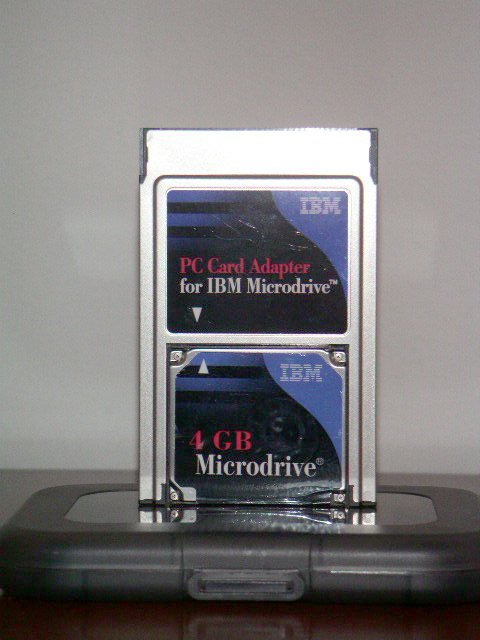 IBM
PC Card Adapter
for IBM Microdrive™
IBM
4 GB
Microdrive®